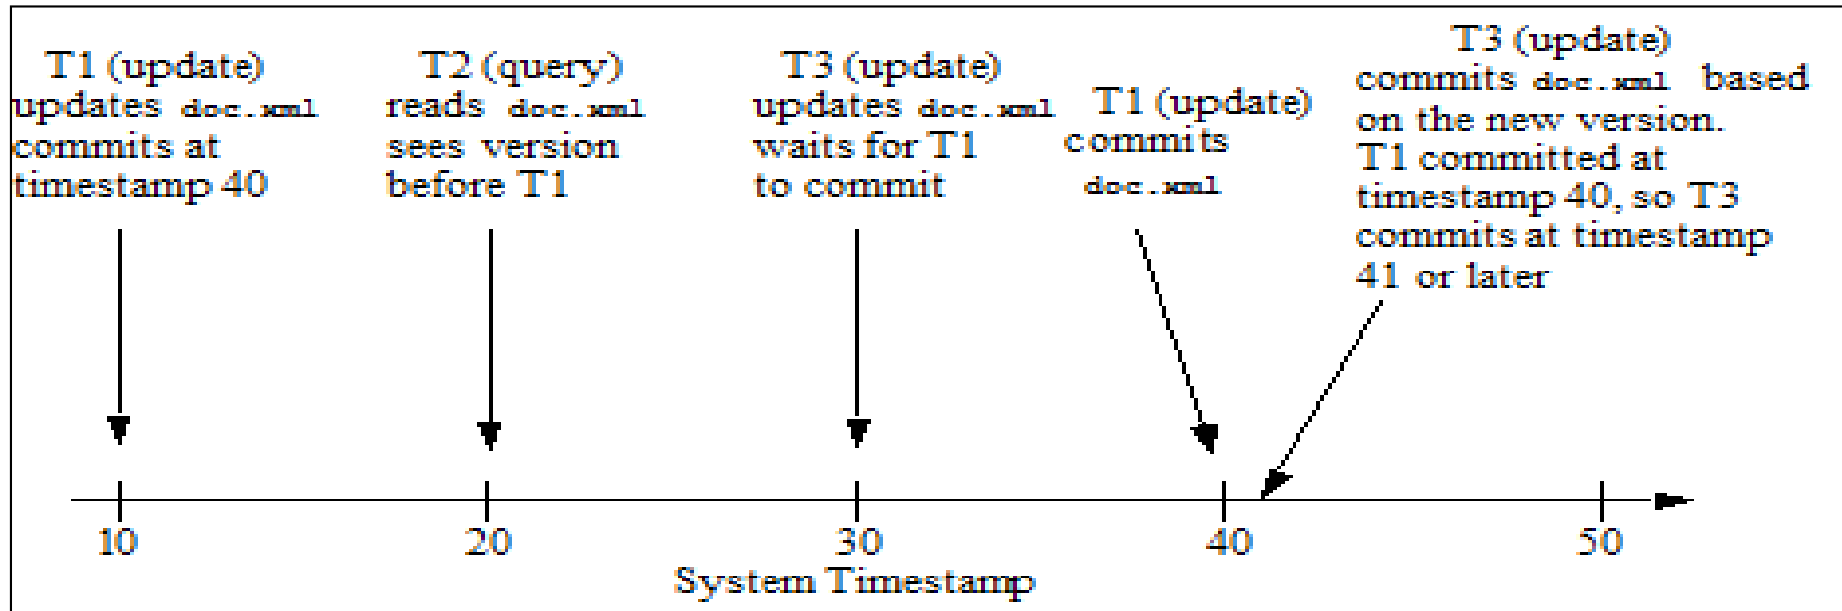 T1 (update)
updates doc.xml
commits at
timestamp 40
T2 (query)
reads doc.xml
sees version
before T1
T3 (update)
updates doc.xml
waits for T1
to commit
T1 (update)
commits
doc.xml
T3 (update)
commits doc.xml based
on the new version.
T1 committed at
timestamp 40, so T3
commits at timestamp
41 or later
10
20
30
40
50
System Timestamp